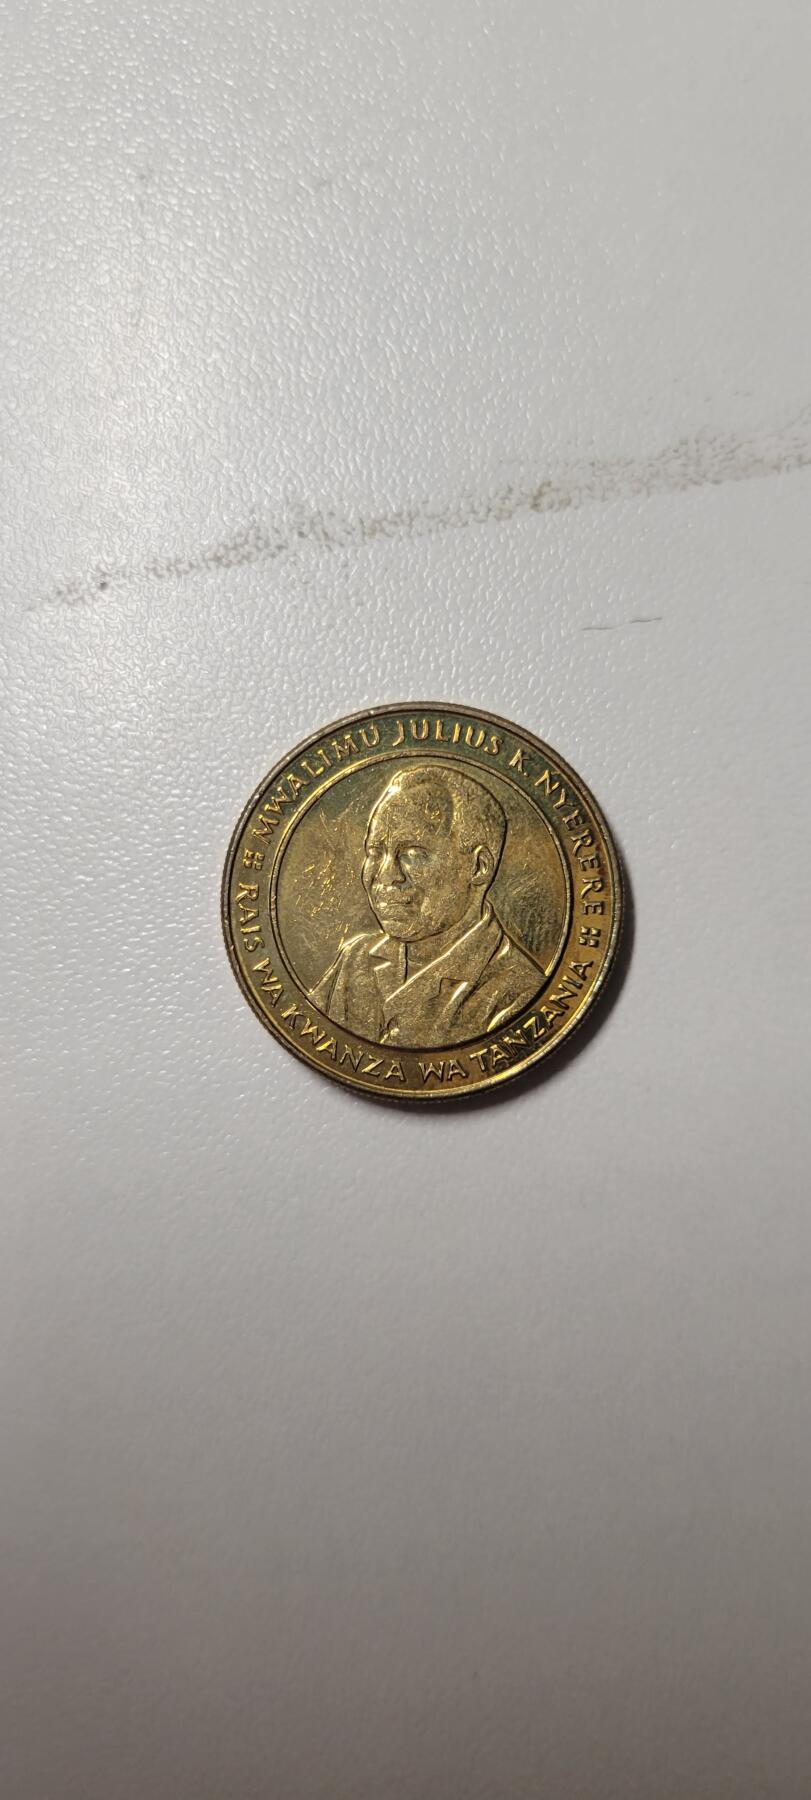 MWALIMU JULIUS K. NYERERE
RAIS WA KWANZA WA TANZANIA